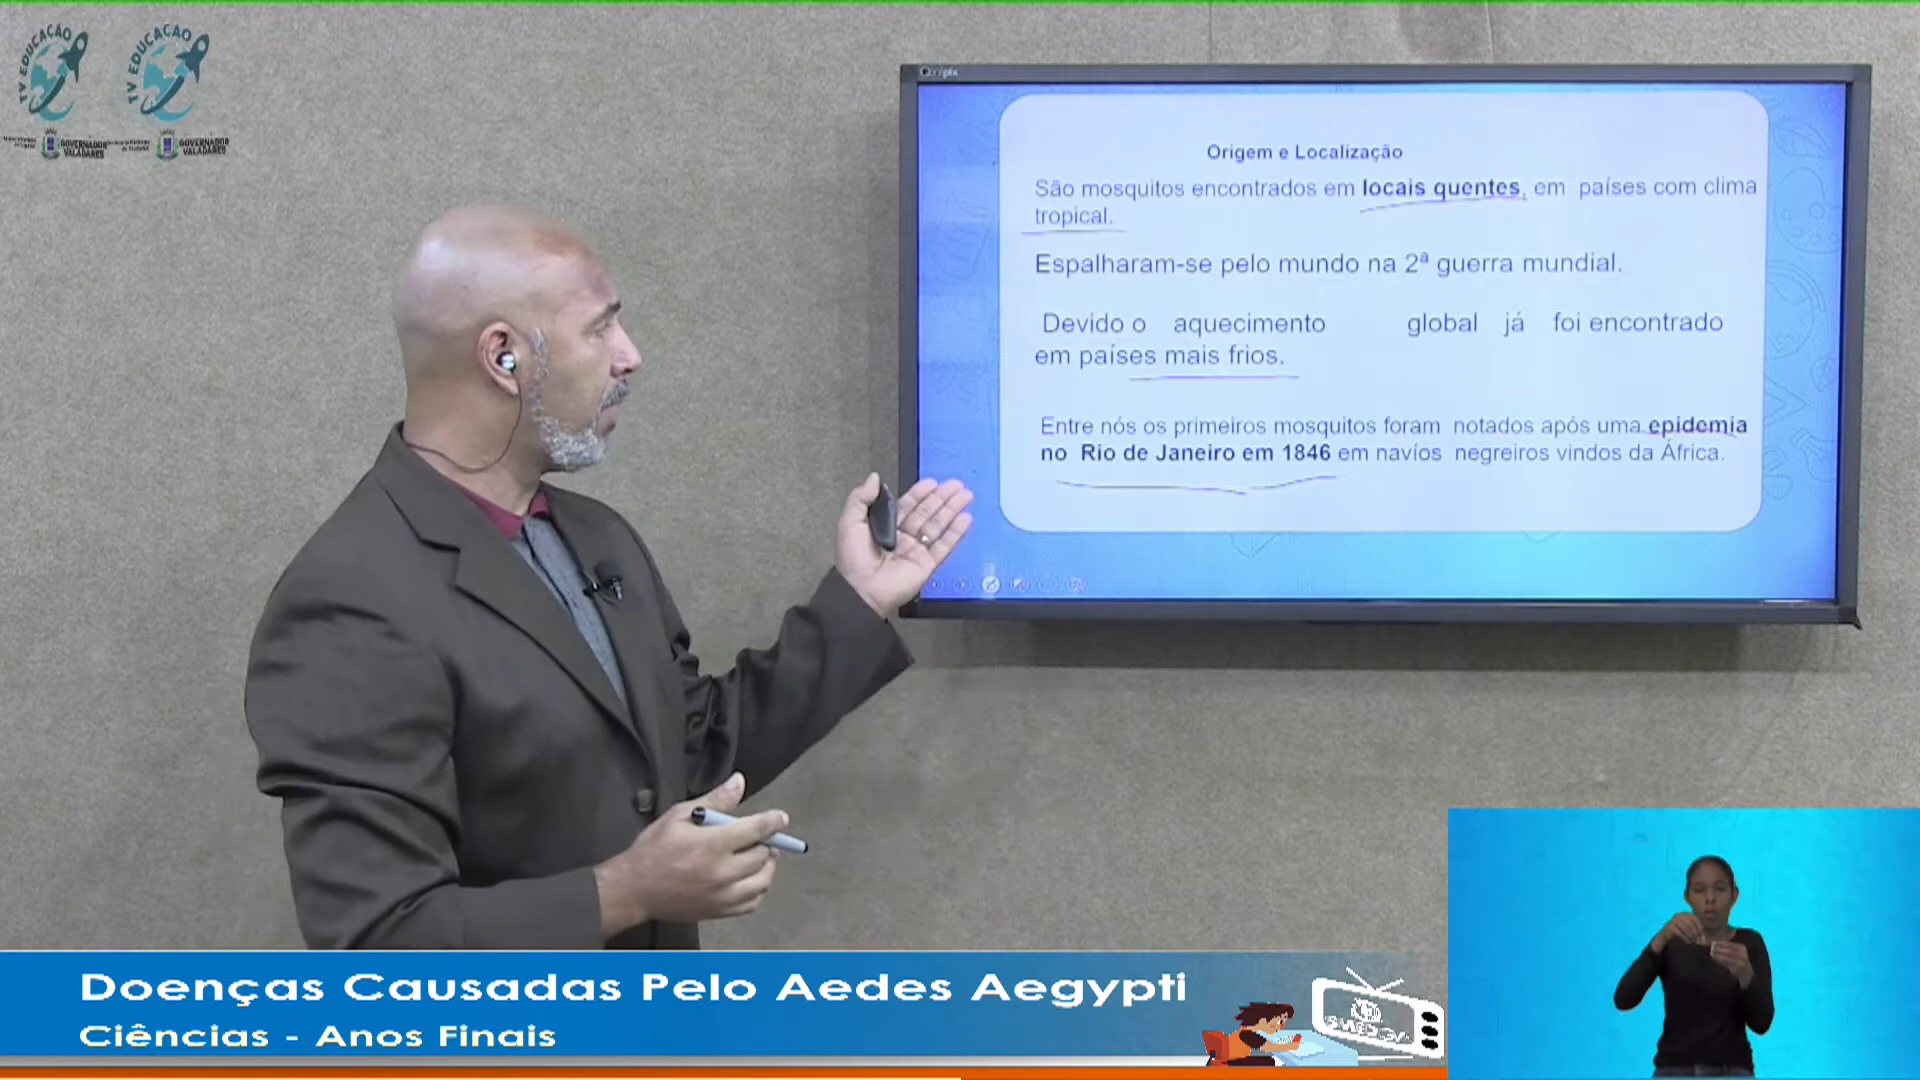 TV EDUCAÇÃO
TV EDUCAÇÃO
GOVERNADOR VALADARES
GOVERNADOR VALADARES
Origem e Localização
São mosquitos encontrados em locais quentes, em países com clima
tropical.
Espalharam-se pelo mundo na 2ª guerra mundial.
Devido o aquecimento global já foi encontrado
em países mais frios.
Entre nós os primeiros mosquitos foram notados após uma epidemia
no Rio de Janeiro em 1846 em navíos negreiros vindos da África.
Doenças Causadas Pelo Aedes Aegypti
Ciências - Anos Finais